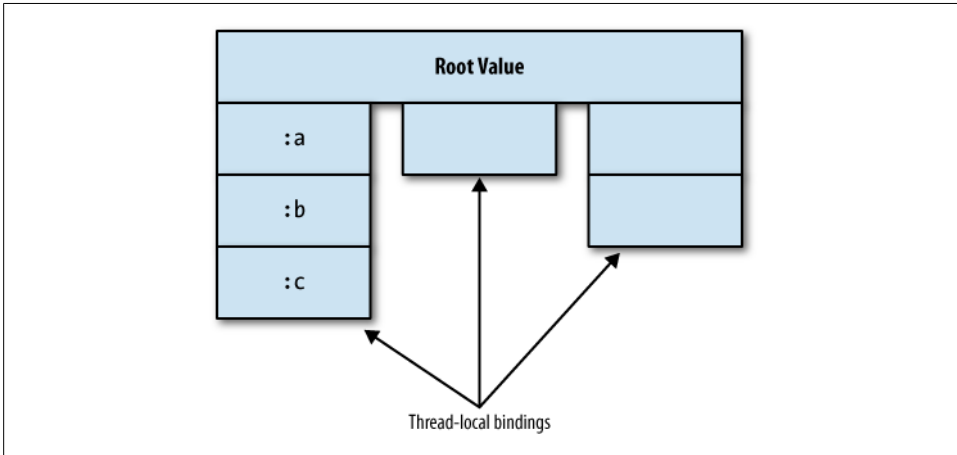 Root Value
:a
:b
:c
Thread-local bindings